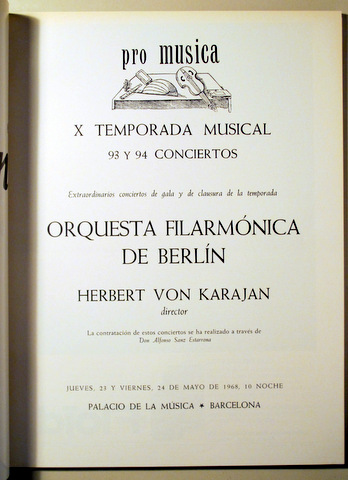 pro musica
X TEMPORADA MUSICAL
93 Y 94 CONCIERTOS
Extraordinarios conciertos de gala y de clausura de la temporada
ORQUESTA FILARMÓNICA
DE BERLÍN
HERBERT VON KARAJAN
director
La contratación de estos conciertos se ha realizado a través de
Don Alfonso Sanz Estarrona
JUEVES, 23 Y VIERNES, 24 DE MAYO DE 1968, 10 NOCHE
PALACIO DE LA MÚSICA ★ BARCELONA